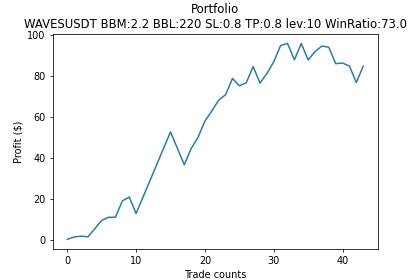 Portfolio
WAVESUSDT BBM:2.2 BBL:220 SL:0.8 TP:0.8 lev:10 WinRatio:73.0
100
80
60
40
20
0
Profit ($)
0
10
20
30
40
Trade counts